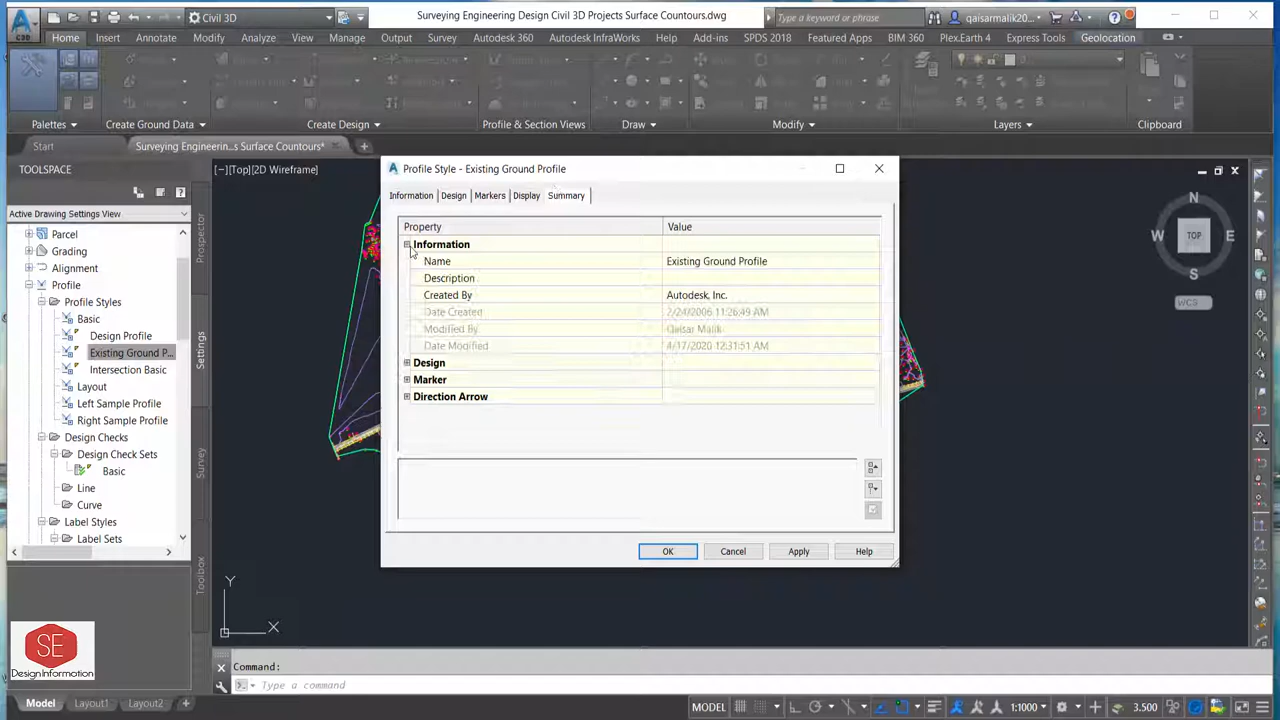 Civil 3D
Surveying Engineering Design Civil 3D Projects Surface Countours.dwg
Type a keyword or phrase
qaisarmalik20...
Home Insert Annotate Modify Analyze View Manage Output Survey Autodesk 360 Autodesk InfraWorks Help Add-ins SPDS 2018 Featured Apps BIM 360 Plex.Earth 4 Express Tools Geolocation
Palettes Create Ground Data Create Design Profile & Section Views Draw Modify Layers Clipboard
Start
Surveying Engineerin...s Surface Countours*
TOOLSPACE
[−][Top][2D Wireframe]
Active Drawing Settings View
Parcel
Grading
Alignment
Profile
Profile Styles
Basic
Design Profile
Existing Ground P...
Intersection Basic
Layout
Left Sample Profile
Right Sample Profile
Design Checks
Design Check Sets
Basic
Line
Curve
Label Styles
Label Sets
Prospector
Settings
Survey
Toolbox
Profile Style - Existing Ground Profile
Information Design Markers Display Summary
Property Value
Information
Name Existing Ground Profile
Description
Created By Autodesk, Inc.
Date Created 2/24/2006 11:26:49 AM
Modified By Qaisar Malik
Date Modified 4/17/2020 12:31:51 AM
Design
Marker
Direction Arrow
OK Cancel Apply Help
N
W TOP E
S
WCS
Y
X
SE
Design Information
Command:
Type a command
Model Layout1 Layout2
MODEL 1:1000 3.500